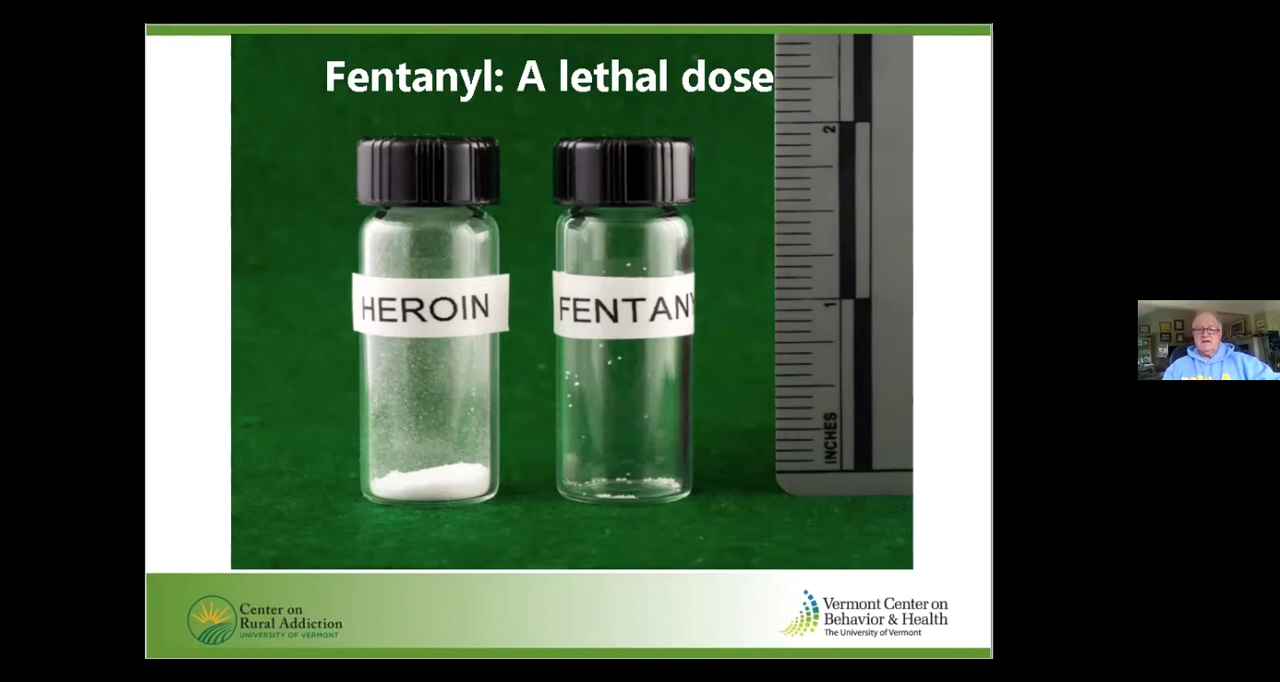 Fentanyl: A lethal dose
HEROIN
FENTANY
2
1
INCHES
Center on
Rural Addiction
UNIVERSITY OF VERMONT
Vermont Center on
Behavior & Health
The University of Vermont